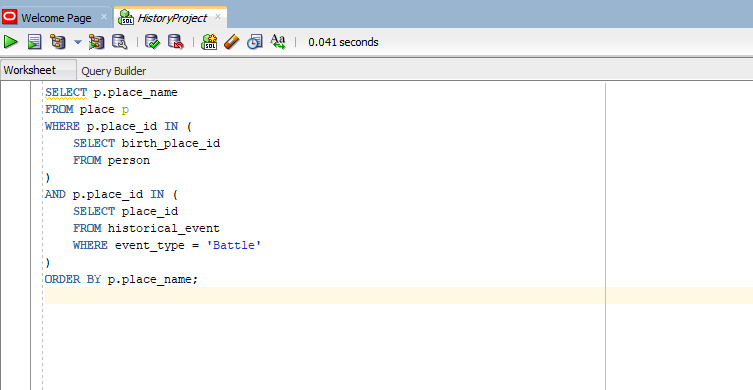 Welcome Page
HistoryProject
0.041 seconds
Worksheet
Query Builder
SELECT p.place_name
FROM place p
WHERE p.place_id IN (
    SELECT birth_place_id
    FROM person
)
AND p.place_id IN (
    SELECT place_id
    FROM historical_event
    WHERE event_type = 'Battle'
)
ORDER BY p.place_name;